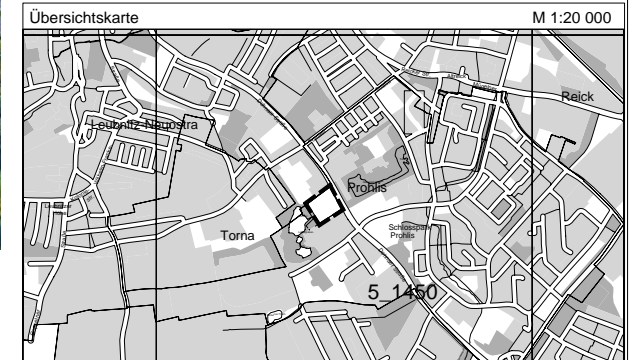 Übersichtskarte M 1:20 000
Reick
Leubnitz-Neuostra
Prohlis
Torna
Schlosspark
Prohlis
5_1450